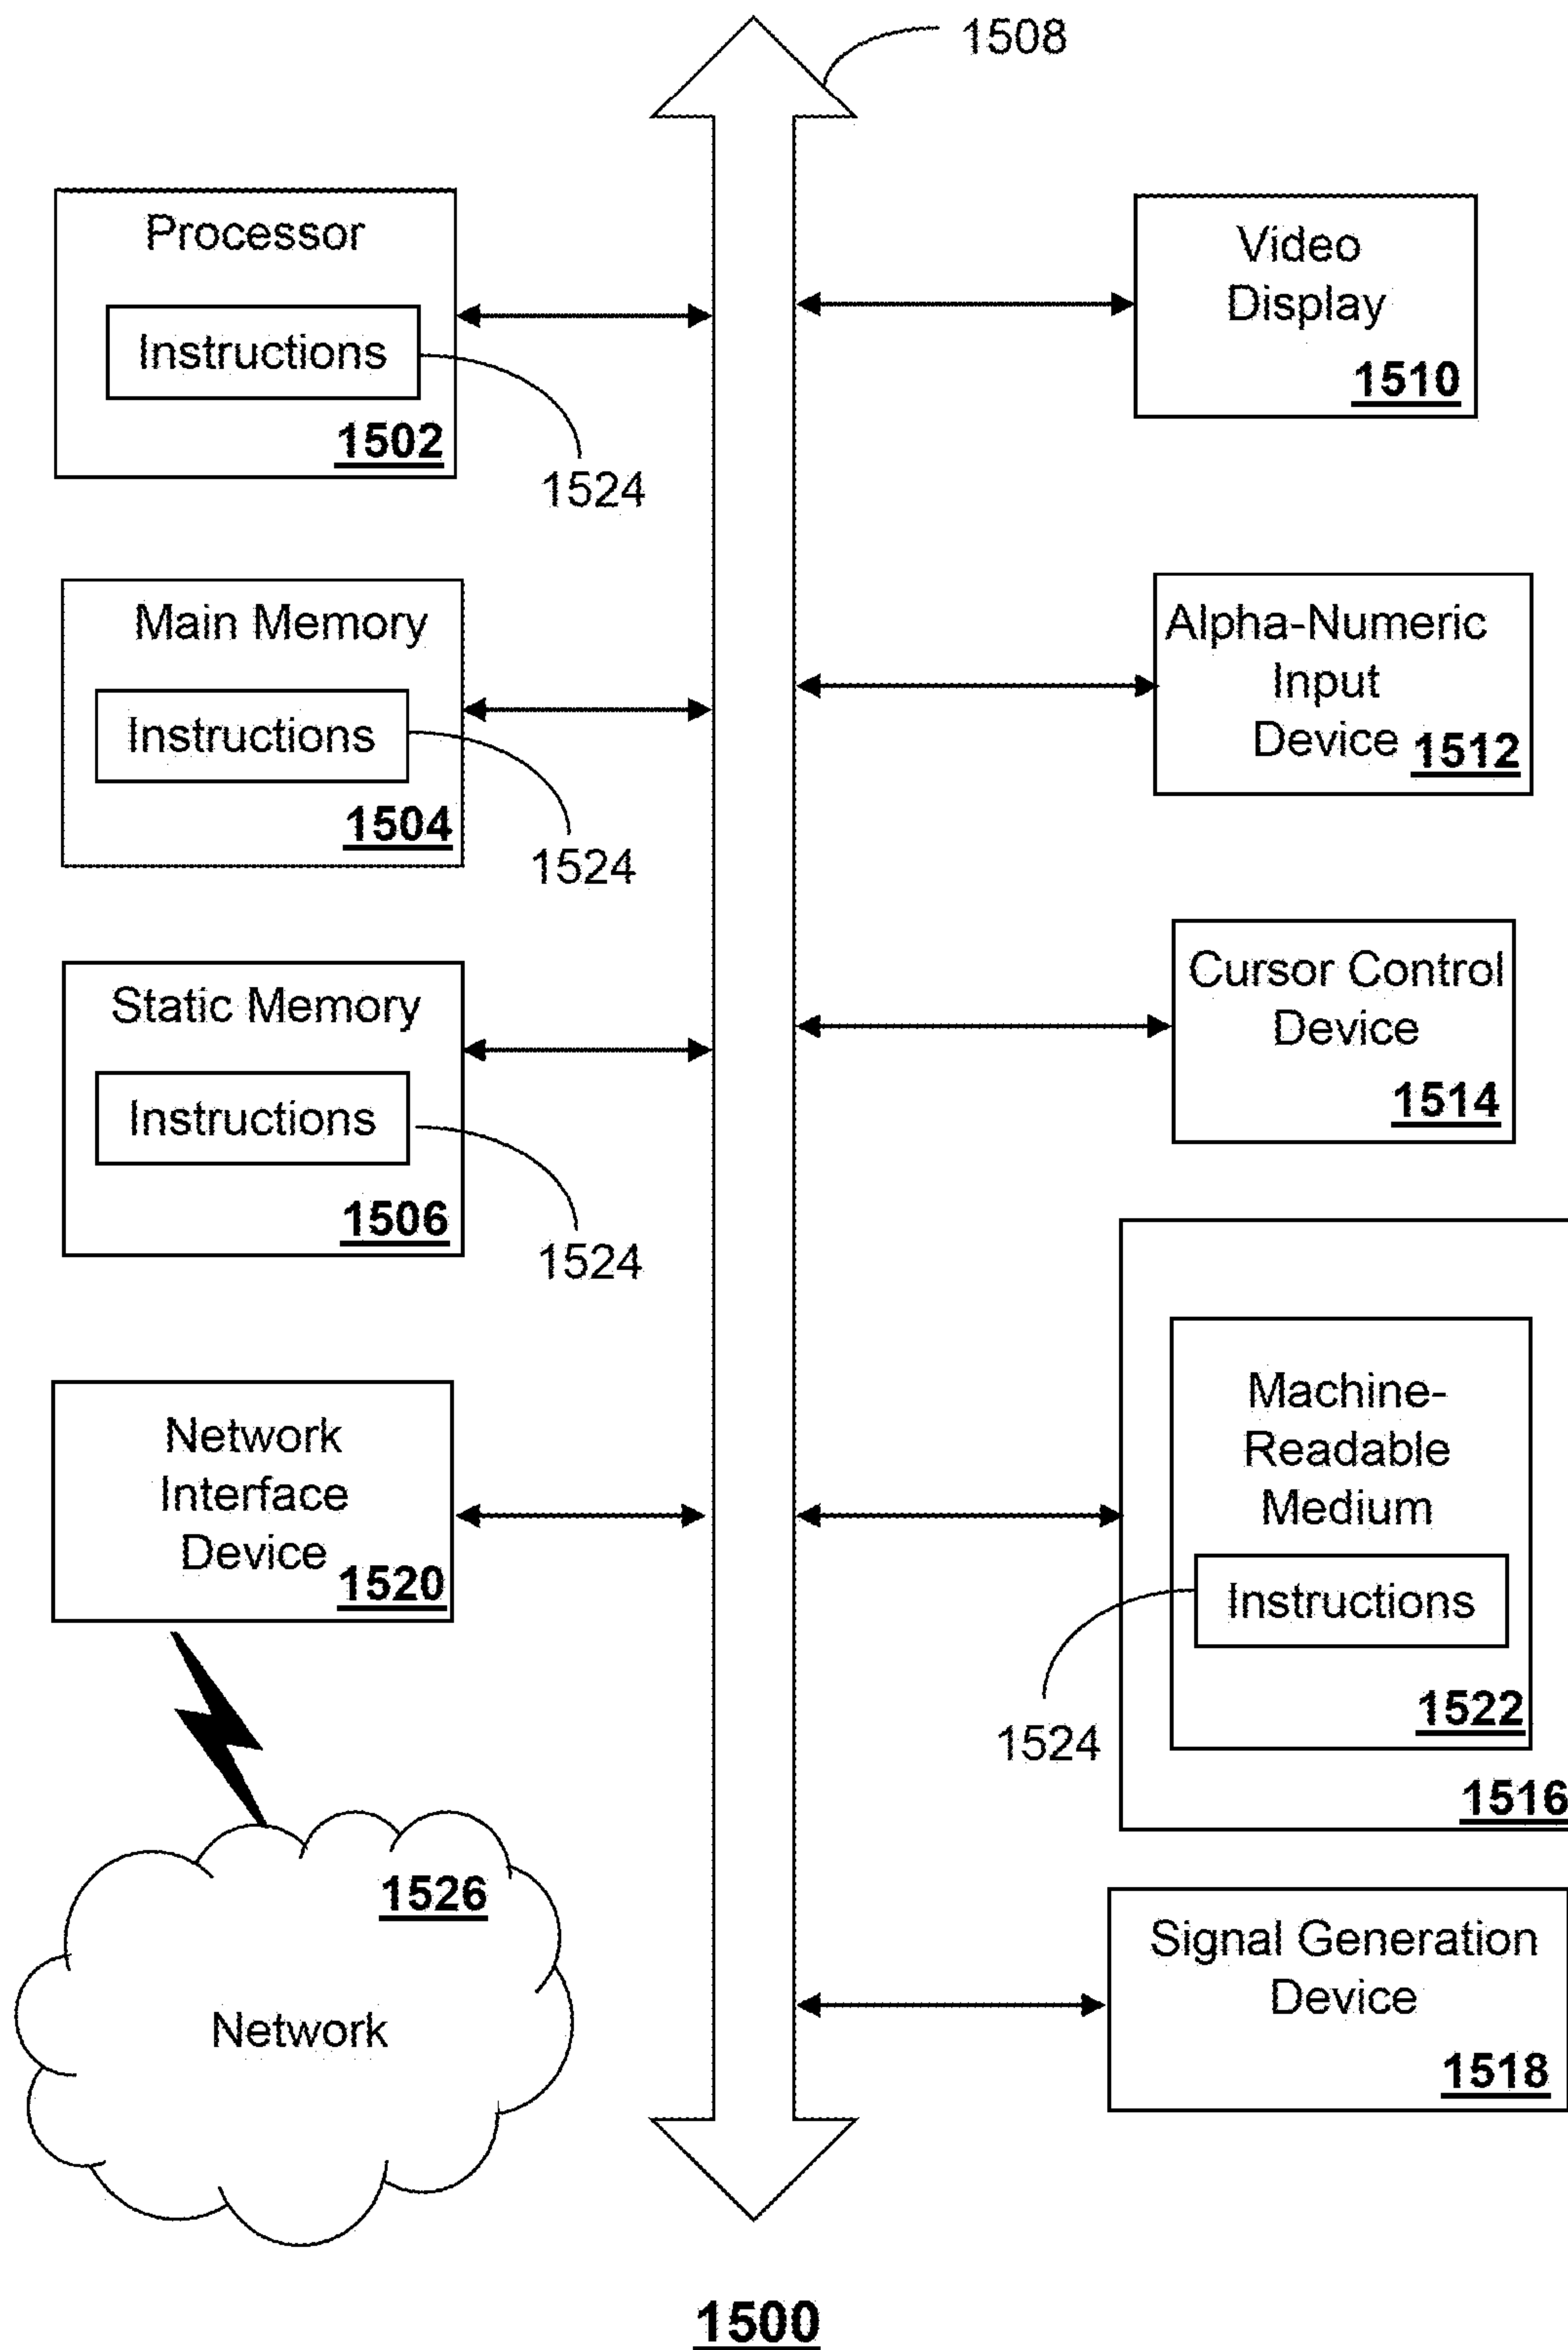 1508
Processor
Instructions
1502
1524
Main Memory
Instructions
1504
1524
Static Memory
Instructions
1506
1524
Network
Interface
Device
1520
1526
Network
Video
Display
1510
Alpha-Numeric
Input
Device 1512
Cursor Control
Device
1514
Machine-
Readable
Medium
Instructions
1522
1524
1516
Signal Generation
Device
1518
1500